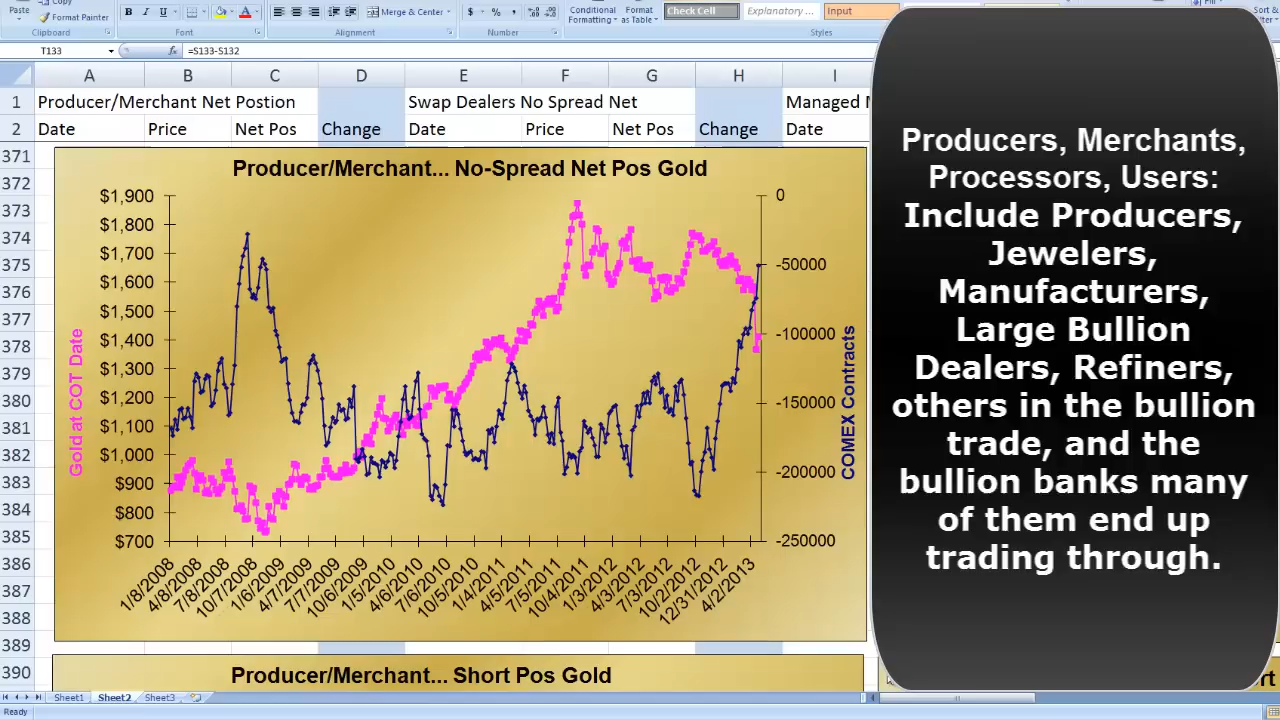 Paste
Copy
Format Painter
B I U
A
Merge & Center
$ % ,
Conditional
Formatting
Format
as Table
Check Cell
Explanatory ...
Input
Fill
Sort &
Clipboard
Font
Alignment
Number
Styles
T133
fx
=S133-S132
A B C D E F G H I
1 Producer/Merchant Net Postion Swap Dealers No Spread Net Managed M
2 Date Price Net Pos Change Date Price Net Pos Change Date
371
372
373
374
375
376
377
378
379
380
381
382
383
384
385
386
387
388
389
390
Producer/Merchant... No-Spread Net Pos Gold
$1,900
$1,800
$1,700
$1,600
$1,500
$1,400
$1,300
$1,200
$1,100
$1,000
$900
$800
$700
Gold at COT Date
0
-50000
-100000
-150000
-200000
-250000
COMEX Contracts
1/8/2008
4/8/2008
7/8/2008
10/7/2008
1/6/2009
4/7/2009
7/7/2009
10/6/2009
1/5/2010
4/6/2010
7/6/2010
10/5/2010
1/4/2011
4/5/2011
7/5/2011
10/4/2011
1/3/2012
4/3/2012
7/3/2012
10/2/2012
12/31/2012
4/2/2013
Producer/Merchant... Short Pos Gold
rt
Sheet1 Sheet2 Sheet3
Ready
Producers, Merchants,
Processors, Users:
Include Producers,
Jewelers,
Manufacturers,
Large Bullion
Dealers, Refiners,
others in the bullion
trade, and the
bullion banks many
of them end up
trading through.